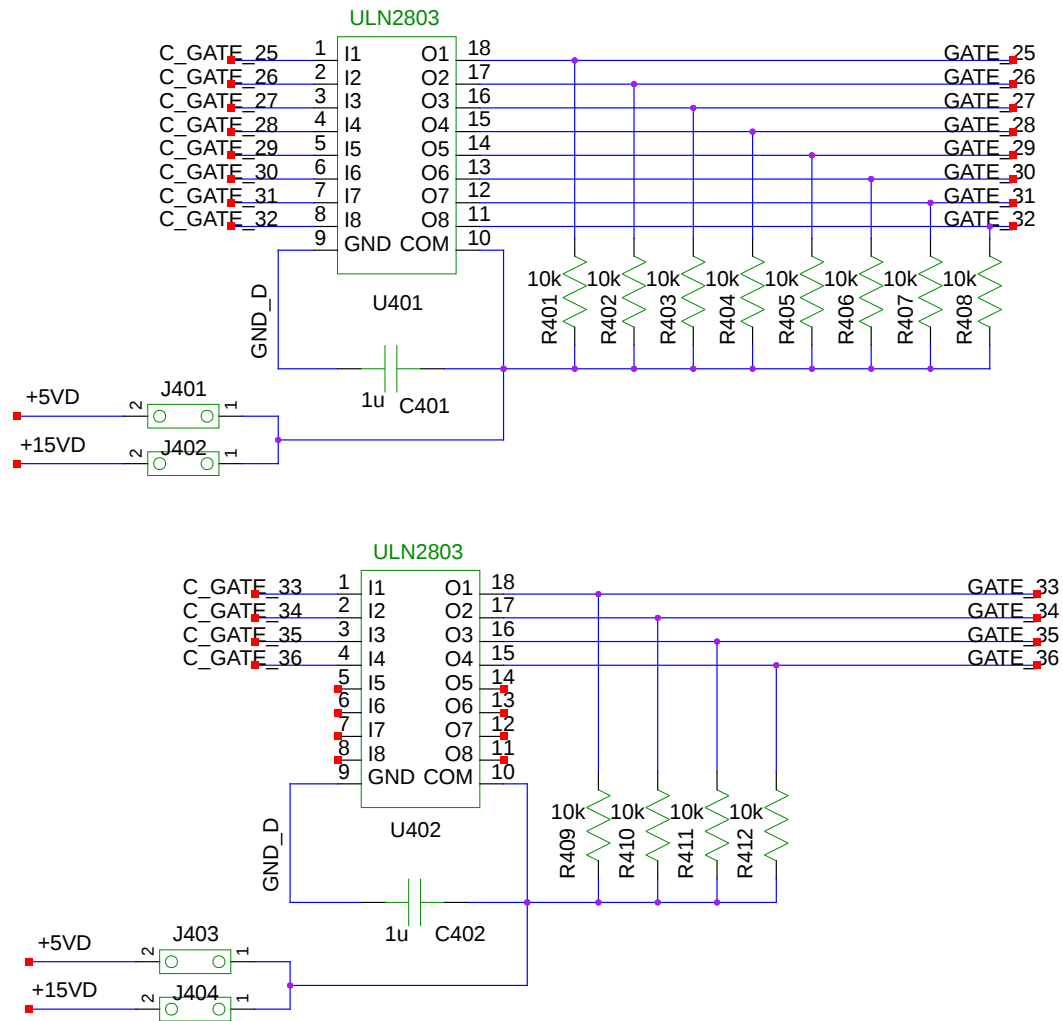 ULN2803
C_GATE_25 1 I1 O1 18 GATE_25
C_GATE_26 2 I2 O2 17 GATE_26
C_GATE_27 3 I3 O3 16 GATE_27
C_GATE_28 4 I4 O4 15 GATE_28
C_GATE_29 5 I5 O5 14 GATE_29
C_GATE_30 6 I6 O6 13 GATE_30
C_GATE_31 7 I7 O7 12 GATE_31
C_GATE_32 8 I8 O8 11 GATE_32
9 GND COM 10
10k 10k 10k 10k 10k 10k 10k 10k
R401 R402 R403 R404 R405 R406 R407 R408
GND_D
U401
1u C401
+5VD 2 J401 1
+15VD 2 J402 1
ULN2803
C_GATE_33 1 I1 O1 18 GATE_33
C_GATE_34 2 I2 O2 17 GATE_34
C_GATE_35 3 I3 O3 16 GATE_35
C_GATE_36 4 I4 O4 15 GATE_36
5 I5 O5 14
6 I6 O6 13
7 I7 O7 12
8 I8 O8 11
9 GND COM 10
10k 10k 10k 10k
R409 R410 R411 R412
GND_D
U402
1u C402
+5VD 2 J403 1
+15VD 2 J404 1